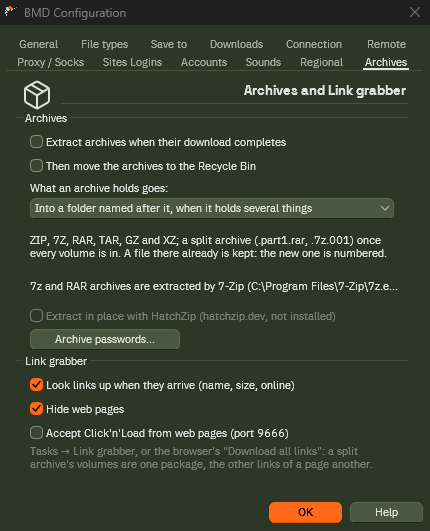 BMD Configuration
General File types Save to Downloads Connection Remote
Proxy / Socks Sites Logins Accounts Sounds Regional Archives
Archives and Link grabber
Archives
Extract archives when their download completes
Then move the archives to the Recycle Bin
What an archive holds goes:
Into a folder named after it, when it holds several things
ZIP, 7Z, RAR, TAR, GZ and XZ; a split archive (.part1.rar, .7z.001) once
every volume is in. A file there already is kept: the new one is numbered.
7z and RAR archives are extracted by 7-Zip (C:\Program Files\7-Zip\7z.e...
Extract in place with HatchZip (hatchzip.dev, not installed)
Archive passwords...
Link grabber
Look links up when they arrive (name, size, online)
Hide web pages
Accept Click'n'Load from web pages (port 9666)
Tasks → Link grabber, or the browser's "Download all links": a split
archive's volumes are one package, the other links of a page another.
OK Help